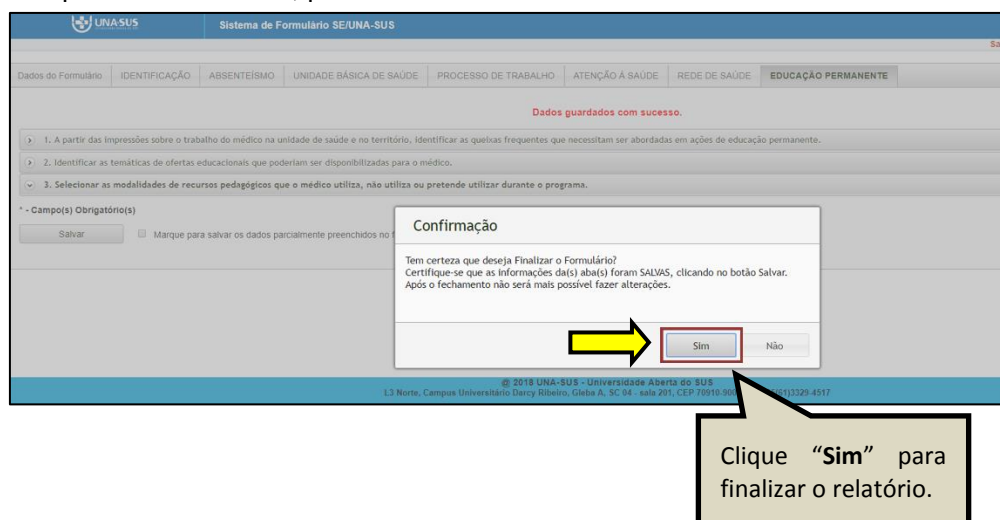 UNA-SUS
Sistema de Formulário SE/UNA-SUS
Sa
Dados do Formulário IDENTIFICAÇÃO ABSENTEÍSMO UNIDADE BÁSICA DE SAÚDE PROCESSO DE TRABALHO ATENÇÃO À SAÚDE REDE DE SAÚDE EDUCAÇÃO PERMANENTE
Dados guardados com sucesso.
1. A partir das impressões sobre o trabalho do médico na unidade de saúde e no território, identificar as queixas frequentes que necessitam ser abordadas em ações de educação permanente.
2. Identificar as temáticas de ofertas educacionais que poderiam ser disponibilizadas para o médico.
3. Selecionar as modalidades de recursos pedagógicos que o médico utiliza, não utiliza ou pretende utilizar durante o programa.
* - Campo(s) Obrigatório(s)
Salvar Marque para salvar os dados parcialmente preenchidos no
Confirmação
Tem certeza que deseja Finalizar o Formulário?
Certifique-se que as informações da(s) aba(s) foram SALVAS, clicando no botão Salvar.
Após o fechamento não será mais possível fazer alterações.
Sim Não
@ 2018 UNA-SUS - Universidade Aberta do SUS
L3 Norte, Campus Universitário Darcy Ribeiro, Gleba A, SC 04 - sala 201, CEP 70910-900 (61)3329-4517
Clique “Sim” para
finalizar o relatório.